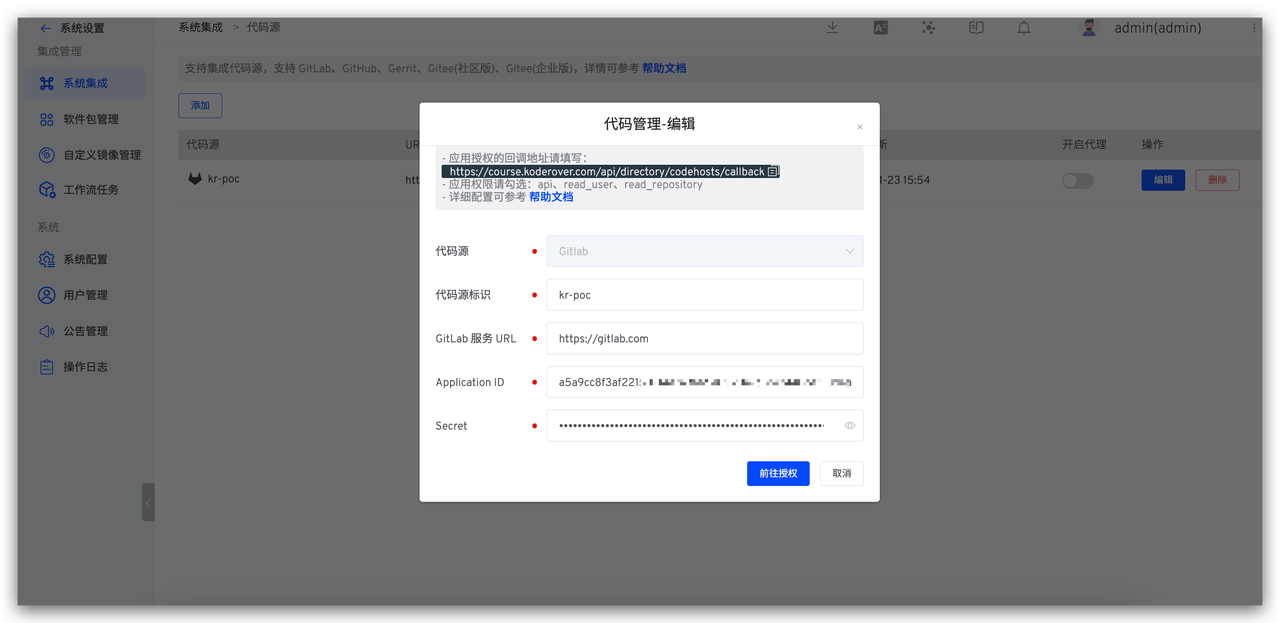 系统设置
系统集成 > 代码源
admin(admin)
集成管理
系统集成
软件包管理
自定义镜像管理
工作流任务
系统
系统配置
用户管理
公告管理
操作日志
支持集成代码源，支持 GitLab、GitHub、Gerrit、Gitee(社区版)、Gitee(企业版)，详情可参考 帮助文档
添加
代码源 UR 新 开启代理 操作
kr-poc htt 1-23 15:54 编辑 删除
代码管理-编辑
- 应用授权的回调地址请填写：
https://course.koderover.com/api/directory/codehosts/callback
- 应用权限请勾选：api、read_user、read_repository
- 详细配置可参考 帮助文档
代码源 Gitlab
代码源标识 kr-poc
GitLab 服务 URL https://gitlab.com
Application ID a5a9cc8f3af221
Secret
前往授权 取消